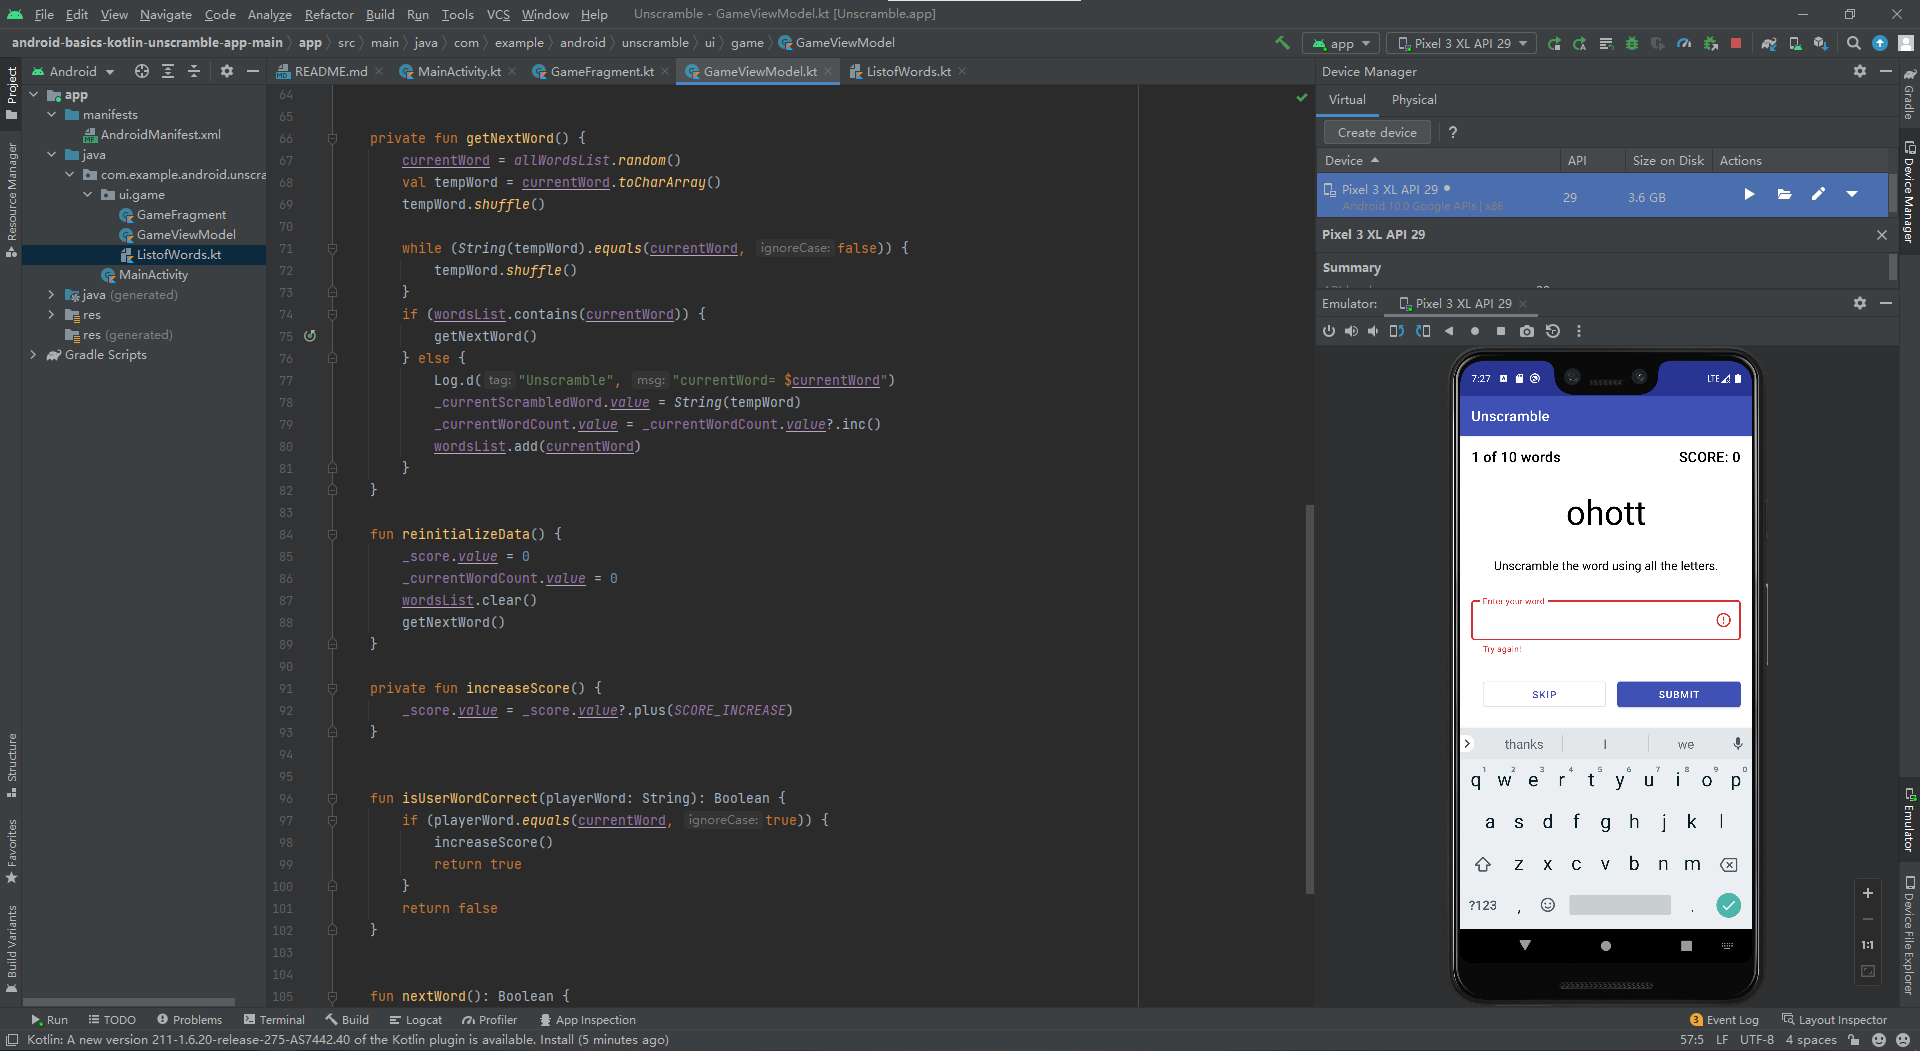 File Edit View Navigate Code Analyze Refactor Build Run Tools VCS Window Help Unscramble - GameViewModel.kt [Unscramble.app]
android-basics-kotlin-unscramble-app-main app src main java com example android unscramble ui game GameViewModel
app Pixel 3 XL API 29
Android
README.md MainActivity.kt GameFragment.kt GameViewModel.kt ListofWords.kt
Project
Resource Manager
Structure
Favorites
Build Variants
app
manifests
AndroidManifest.xml
java
com.example.android.unscra
ui.game
GameFragment
GameViewModel
ListofWords.kt
MainActivity
java (generated)
res
res (generated)
Gradle Scripts
64
65
66 private fun getNextWord() {
67 currentWord = allWordsList.random()
68 val tempWord = currentWord.toCharArray()
69 tempWord.shuffle()
70
71 while (String(tempWord).equals(currentWord, ignoreCase: false)) {
72 tempWord.shuffle()
73 }
74 if (wordsList.contains(currentWord)) {
75 getNextWord()
76 } else {
77 Log.d( tag: "Unscramble", msg: "currentWord= $currentWord")
78 _currentScrambledWord.value = String(tempWord)
79 _currentWordCount.value = _currentWordCount.value?.inc()
80 wordsList.add(currentWord)
81 }
82 }
83
84 fun reinitializeData() {
85 _score.value = 0
86 _currentWordCount.value = 0
87 wordsList.clear()
88 getNextWord()
89 }
90
91 private fun increaseScore() {
92 _score.value = _score.value?.plus(SCORE_INCREASE)
93 }
94
95
96 fun isUserWordCorrect(playerWord: String): Boolean {
97 if (playerWord.equals(currentWord, ignoreCase: true)) {
98 increaseScore()
99 return true
100 }
101 return false
102 }
103
104
105 fun nextWord(): Boolean {
Device Manager
Virtual Physical
Create device ?
Device API Size on Disk Actions
Pixel 3 XL API 29
Android 10.0 Google APIs | x86
29 3.6 GB
Pixel 3 XL API 29
Summary
Emulator: Pixel 3 XL API 29
7:27 LTE
Unscramble
1 of 10 words SCORE: 0
ohott
Unscramble the word using all the letters.
Enter your word
Try again!
SKIP SUBMIT
thanks I we
q1 w2 e3 r4 t5 y6 u7 i8 o9 p0
a s d f g h j k l
z x c v b n m
?123 , .
1:1
Gradle
Device Manager
Emulator
Device File Explorer
Run TODO Problems Terminal Build Logcat Profiler App Inspection
3 Event Log Layout Inspector
Kotlin: A new version 211-1.6.20-release-275-AS7442.40 of the Kotlin plugin is available. Install (5 minutes ago)
57:5 LF UTF-8 4 spaces